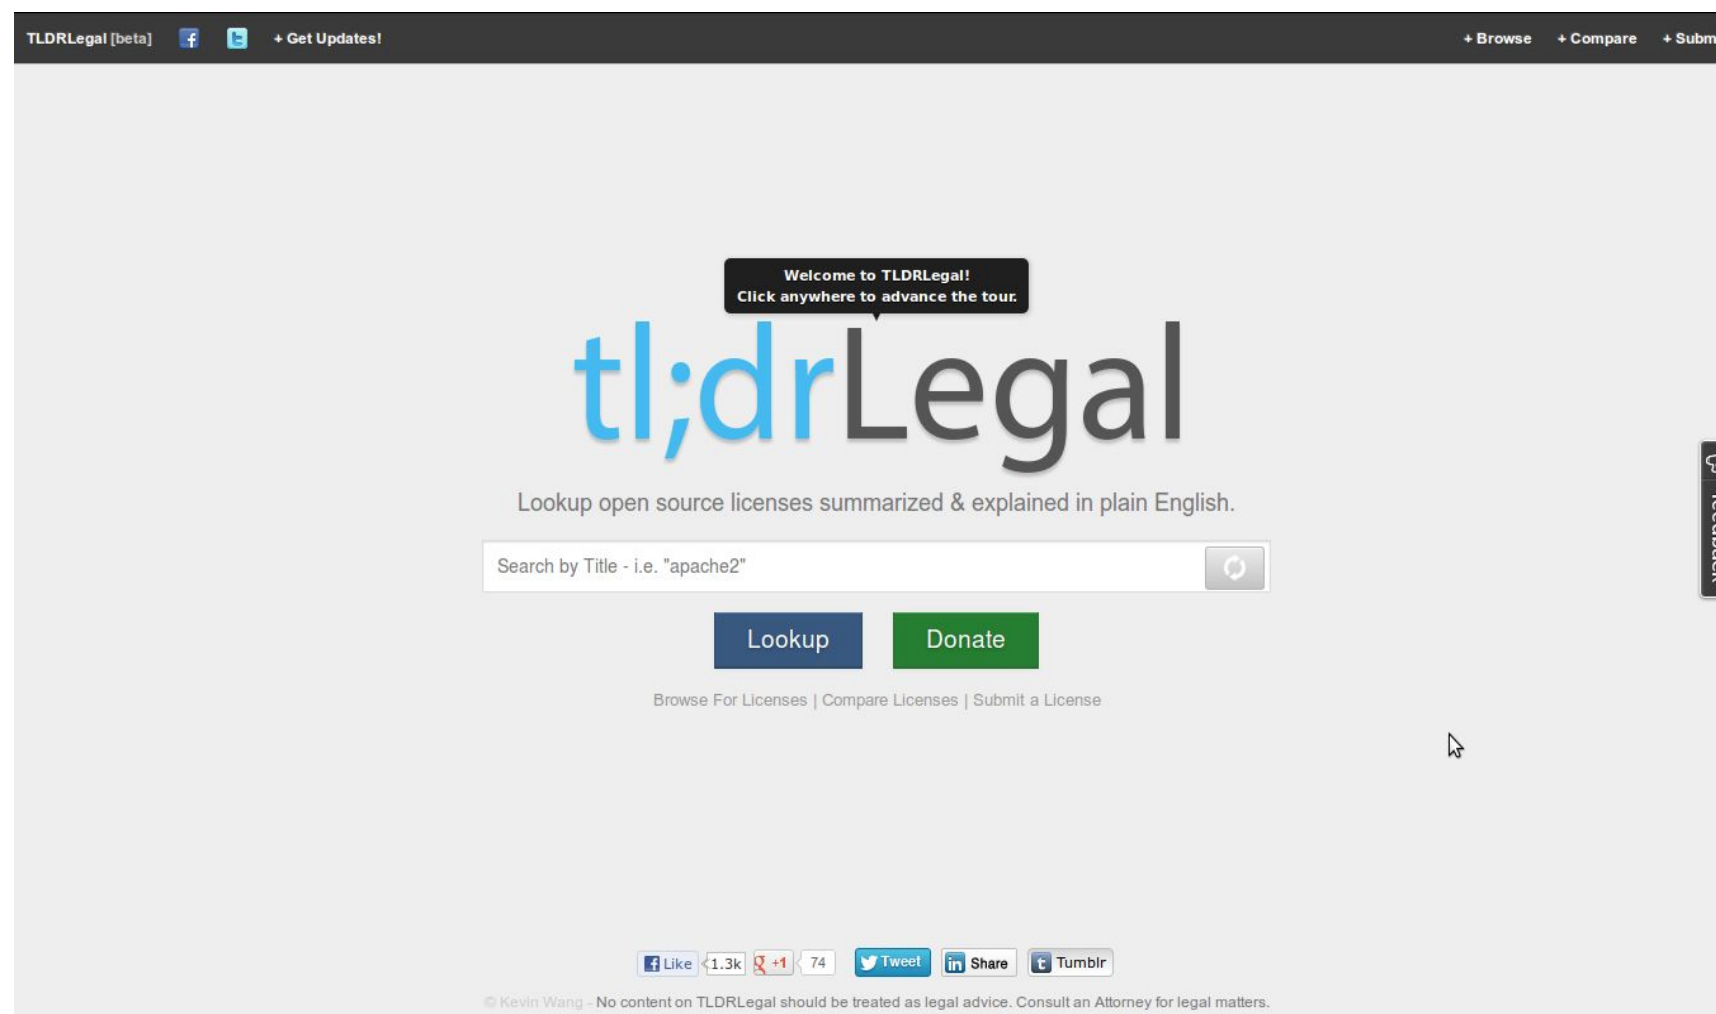 TLDRLegal [beta] + Get Updates! + Browse + Compare + Subm
Welcome to TLDRLegal!
Click anywhere to advance the tour.
tl;drLegal
Lookup open source licenses summarized & explained in plain English.
Search by Title - i.e. "apache2"
Lookup Donate
Browse For Licenses | Compare Licenses | Submit a License
feedback
Like 1.3k +1 74 Tweet in Share t Tumblr
© Kevin Wang - No content on TLDRLegal should be treated as legal advice. Consult an Attorney for legal matters.